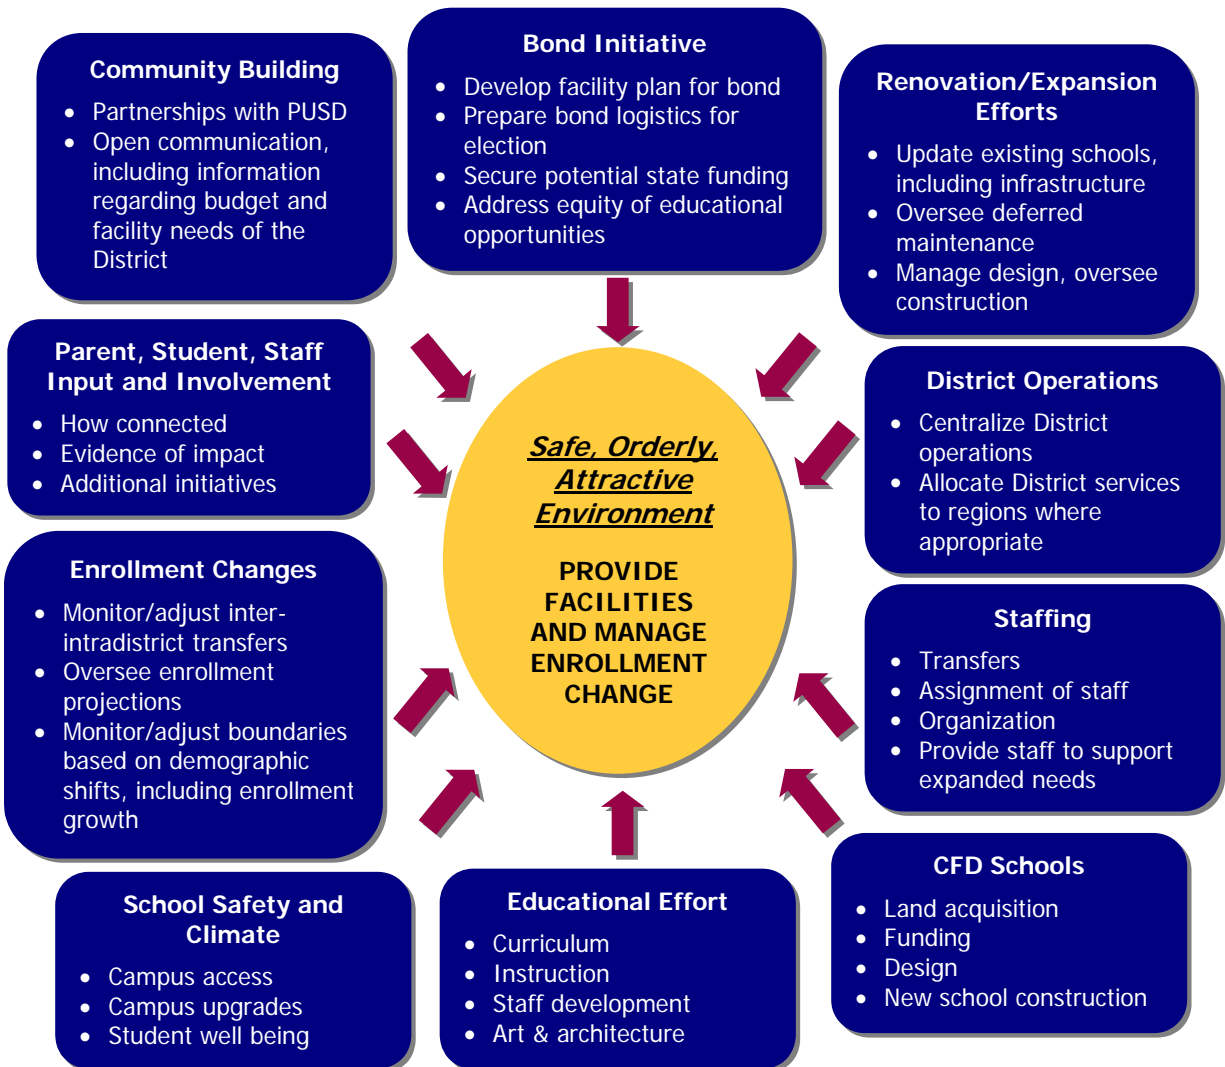 Community Building
• Partnerships with PUSD
• Open communication,
including information
regarding budget and
facility needs of the
District
Bond Initiative
• Develop facility plan for bond
• Prepare bond logistics for
election
• Secure potential state funding
• Address equity of educational
opportunities
Renovation/Expansion
Efforts
• Update existing schools,
including infrastructure
• Oversee deferred
maintenance
• Manage design, oversee
construction
Parent, Student, Staff
Input and Involvement
• How connected
• Evidence of impact
• Additional initiatives
Safe, Orderly,
Attractive
Environment
PROVIDE
FACILITIES
AND MANAGE
ENROLLMENT
CHANGE
District Operations
• Centralize District
operations
• Allocate District services
to regions where
appropriate
Enrollment Changes
• Monitor/adjust inter-
intradistrict transfers
• Oversee enrollment
projections
• Monitor/adjust boundaries
based on demographic
shifts, including enrollment
growth
Staffing
• Transfers
• Assignment of staff
• Organization
• Provide staff to support
expanded needs
School Safety and
Climate
• Campus access
• Campus upgrades
• Student well being
Educational Effort
• Curriculum
• Instruction
• Staff development
• Art & architecture
CFD Schools
• Land acquisition
• Funding
• Design
• New school construction